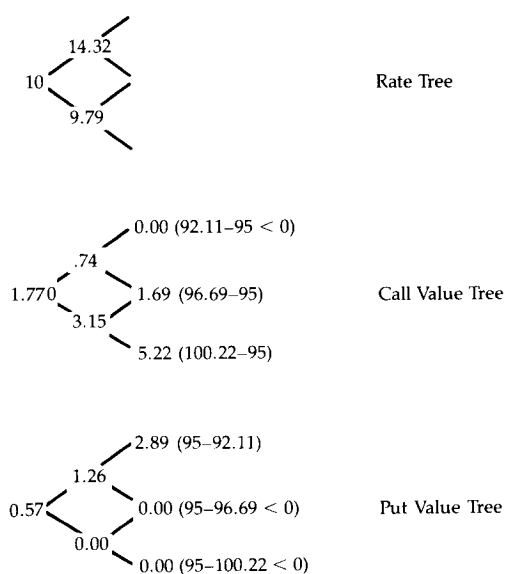 14.32
10
Rate Tree
9.79
0.00 (92.11–95 < 0)
.74
1.770
1.69 (96.69–95)
Call Value Tree
3.15
5.22 (100.22–95)
2.89 (95–92.11)
1.26
0.57
0.00 (95–96.69 < 0)
Put Value Tree
0.00
0.00 (95–100.22 < 0)